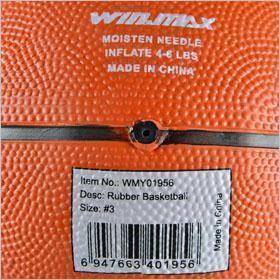 WINMAX
MOISTEN NEEDLE
INFLATE 4-6 LBS
MADE IN CHINA
Item No.: WMY01956
Desc: Rubber Basketball
Size: #3
Made in China
6 947663 401956